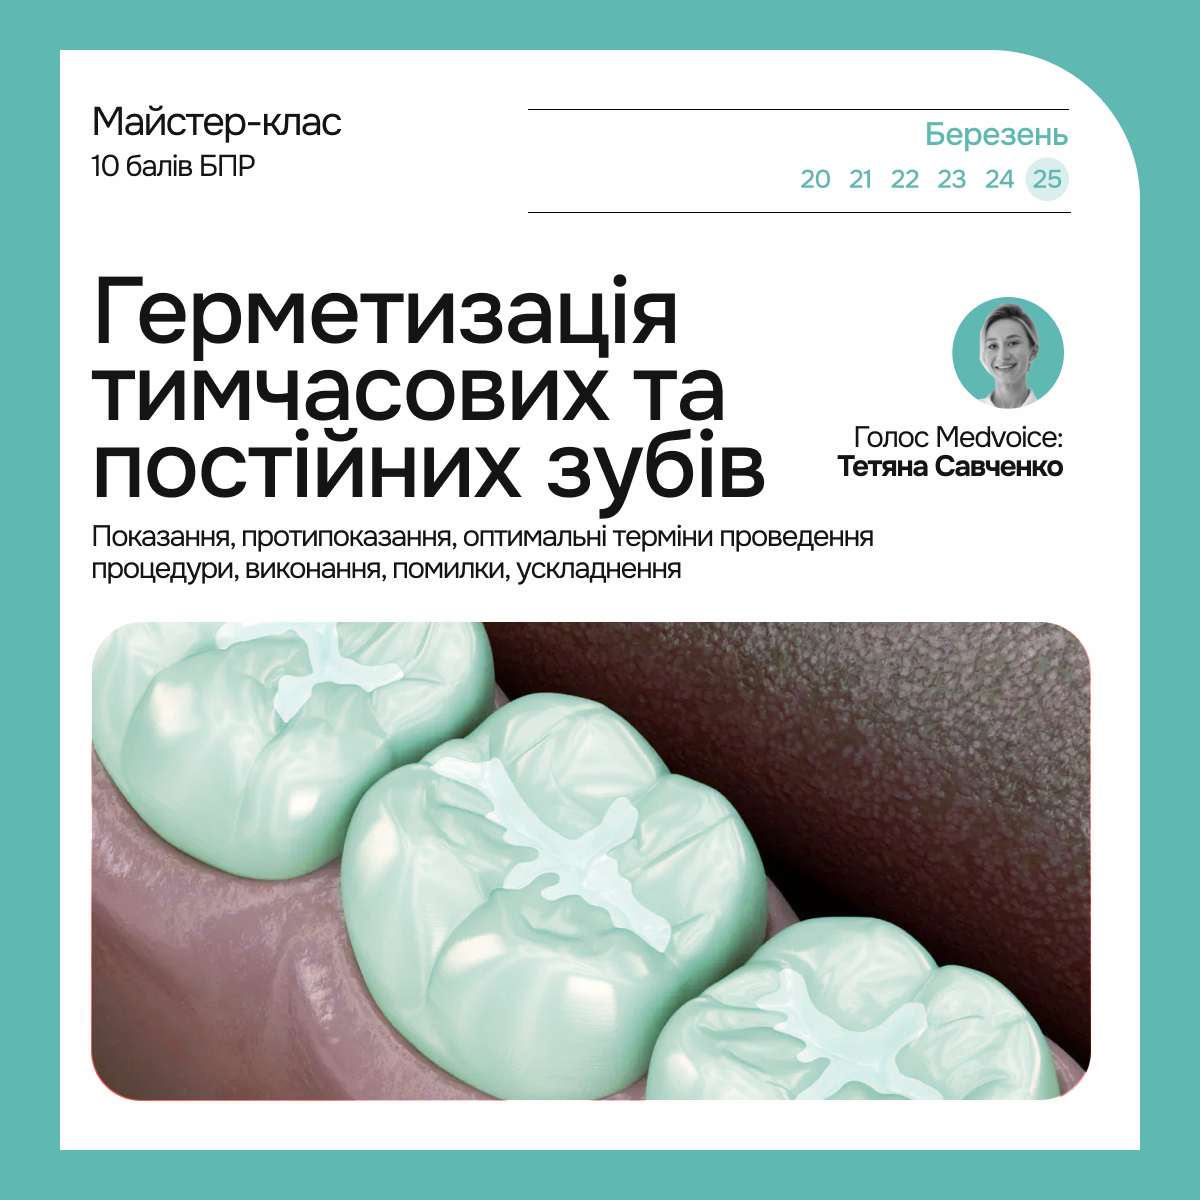 Майстер-клас
10 балів БПР
Березень
20 21 22 23 24 25
Герметизація
тимчасових та
постійних зубів
Голос Medvoice:
Тетяна Савченко
Показання, протипоказання, оптимальні терміни проведення
процедури, виконання, помилки, ускладнення